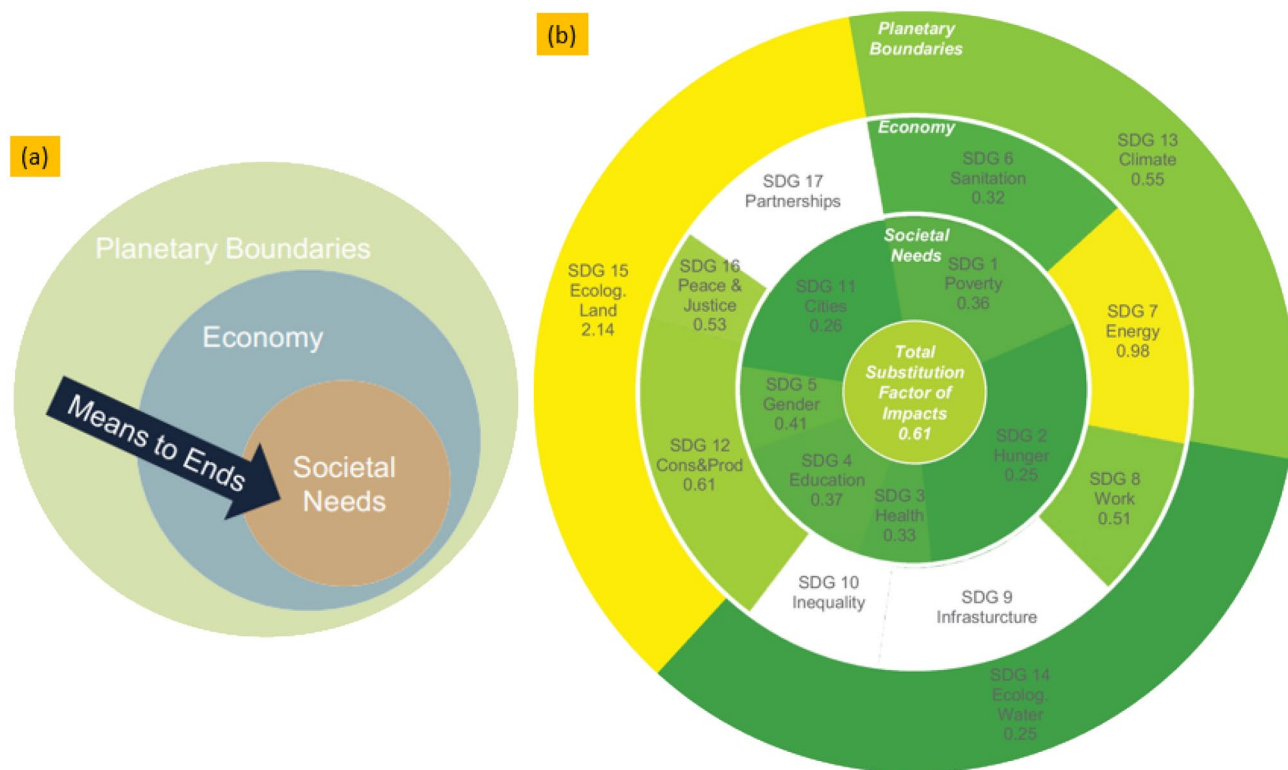 (a)
Planetary Boundaries
Economy
Means to Ends
Societal
Needs
(b)
Planetary
Boundaries
Economy
SDG 13
Climate
0.55
SDG 6
Sanitation
0.32
SDG 17
Partnerships
Societal
Needs
SDG 1
Poverty
0.36
SDG 15
Ecolog.
Land
2.14
SDG 16
Peace &
Justice
0.53
SDG 11
Cities
0.26
SDG 7
Energy
0.98
Total
Substitution
Factor of
Impacts
0.61
SDG 5
Gender
0.41
SDG 2
Hunger
0.25
SDG 12
Cons&Prod
0.61
SDG 4
Education
0.37
SDG 3
Health
0.33
SDG 8
Work
0.51
SDG 10
Inequality
SDG 9
Infrasturcture
SDG 14
Ecolog.
Water
0.25